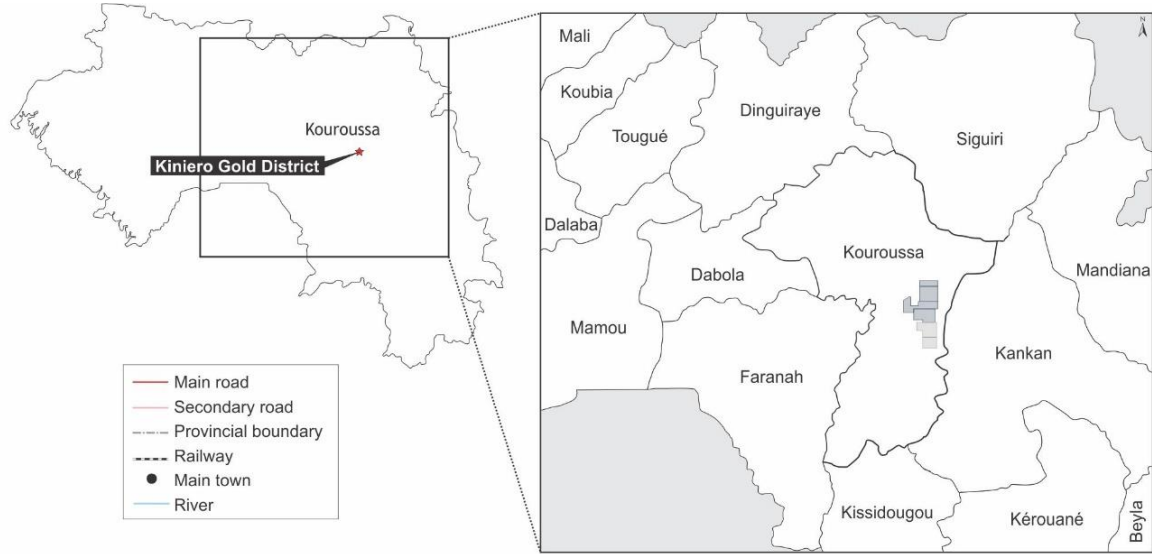 Kouroussa
Kiniero Gold District
Main road
Secondary road
Provincial boundary
Railway
Main town
River
N
Mali
Koubia
Tougué
Dinguiraye
Siguiri
Dalaba
Dabola
Kouroussa
Mandiana
Mamou
Faranah
Kankan
Kissidougou
Kérouané
Beyla